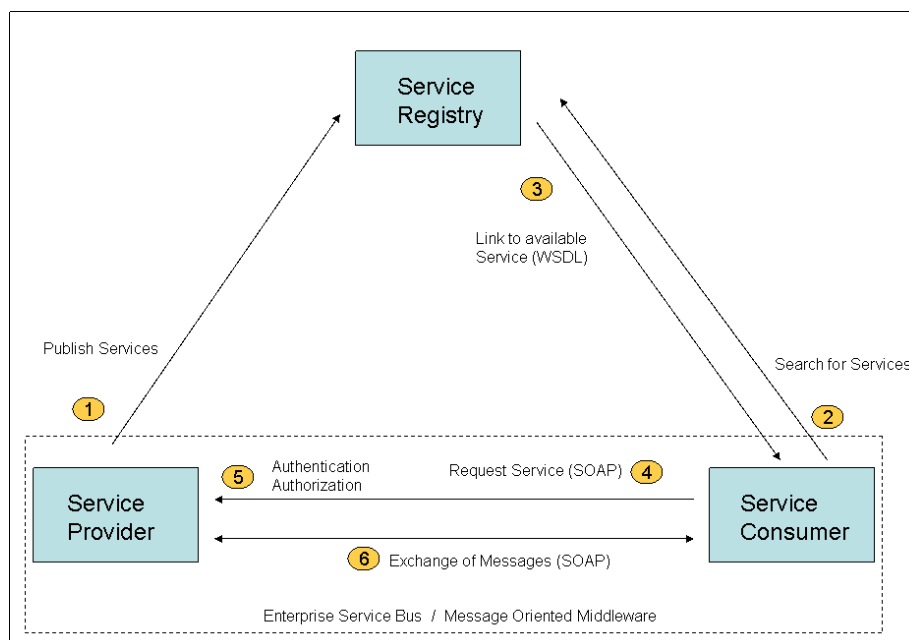 Service
Registry
3
Link to available
Service (WSDL)
Publish Services
Search for Services
1
2
5
Authentication
Authorization
Request Service (SOAP)
4
Service
Provider
Service
Consumer
6
Exchange of Messages (SOAP)
Enterprise Service Bus / Message Oriented Middleware